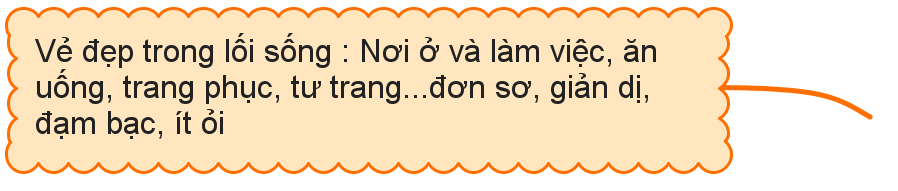 Vẻ đẹp trong lối sống : Nơi ở và làm việc, ăn
uống, trang phục, tư trang...đơn sơ, giản dị,
đạm bạc, ít ỏi